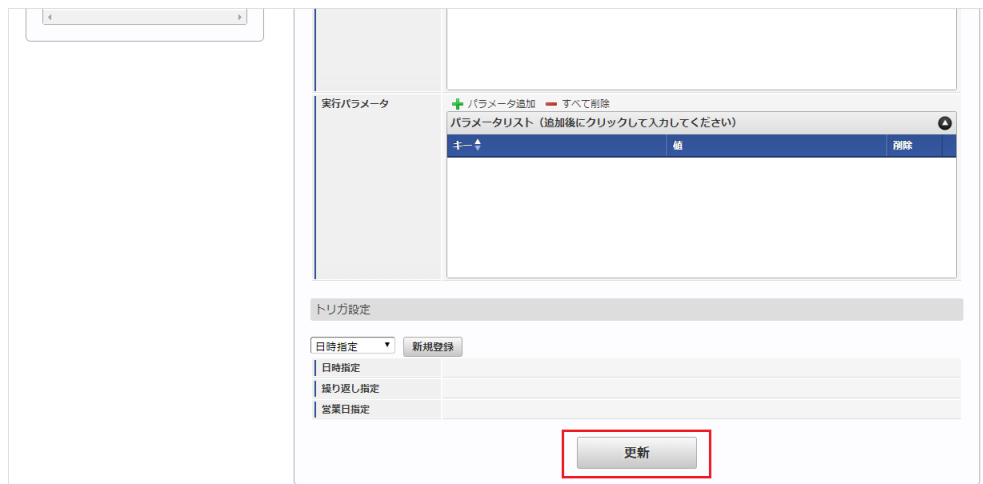 実行パラメータ
パラメータ追加 すべて削除
パラメータリスト（追加後にクリックして入力してください）
キー 値 削除
トリガ設定
日時指定 新規登録
日時指定
繰り返し指定
営業日指定
更新